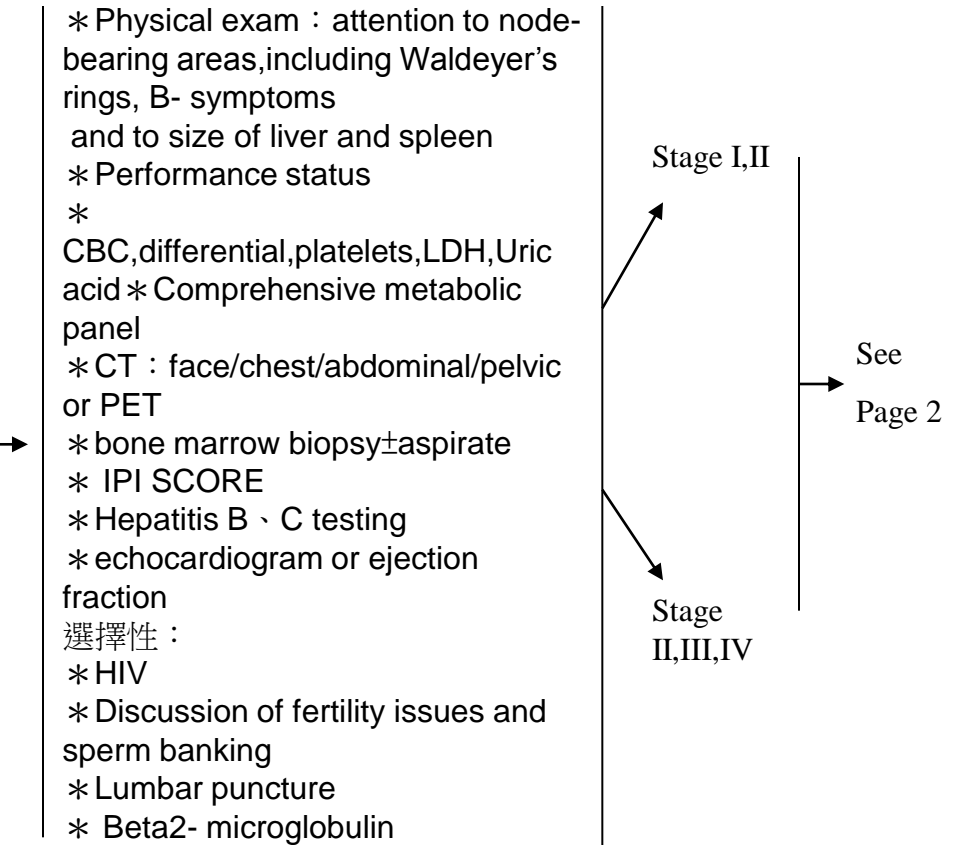 ＊Physical exam：attention to node-
bearing areas,including Waldeyer’s
rings, B- symptoms
and to size of liver and spleen
＊Performance status
＊
CBC,differential,platelets,LDH,Uric
acid＊Comprehensive metabolic
panel
＊CT：face/chest/abdominal/pelvic
or PET
＊bone marrow biopsy±aspirate
＊ IPI SCORE
＊Hepatitis B、C testing
＊echocardiogram or ejection
fraction
選擇性：
＊HIV
＊Discussion of fertility issues and
sperm banking
＊Lumbar puncture
＊ Beta2- microglobulin
Stage I,II
Stage
II,III,IV
See
Page 2